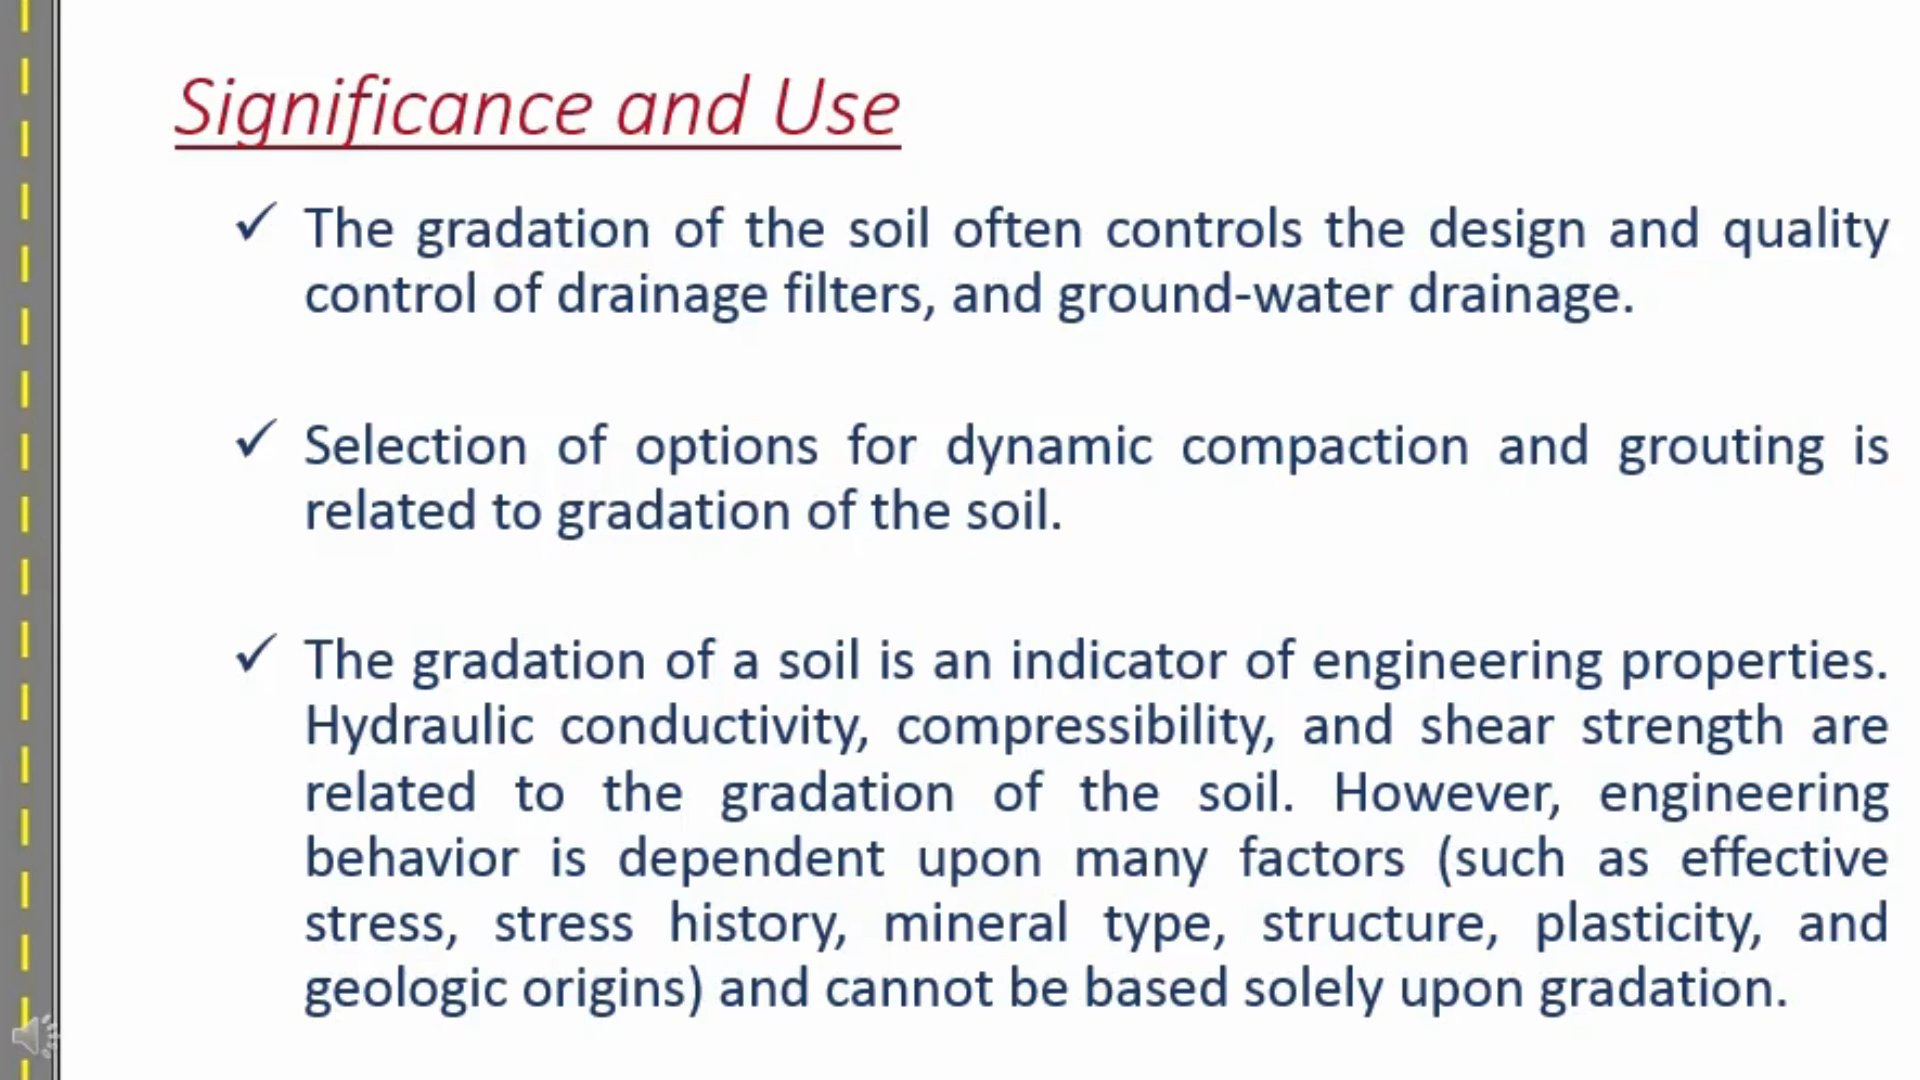 Significance and Use
✓ The gradation of the soil often controls the design and quality
control of drainage filters, and ground-water drainage.
✓ Selection of options for dynamic compaction and grouting is
related to gradation of the soil.
✓ The gradation of a soil is an indicator of engineering properties.
Hydraulic conductivity, compressibility, and shear strength are
related to the gradation of the soil. However, engineering
behavior is dependent upon many factors (such as effective
stress, stress history, mineral type, structure, plasticity, and
geologic origins) and cannot be based solely upon gradation.